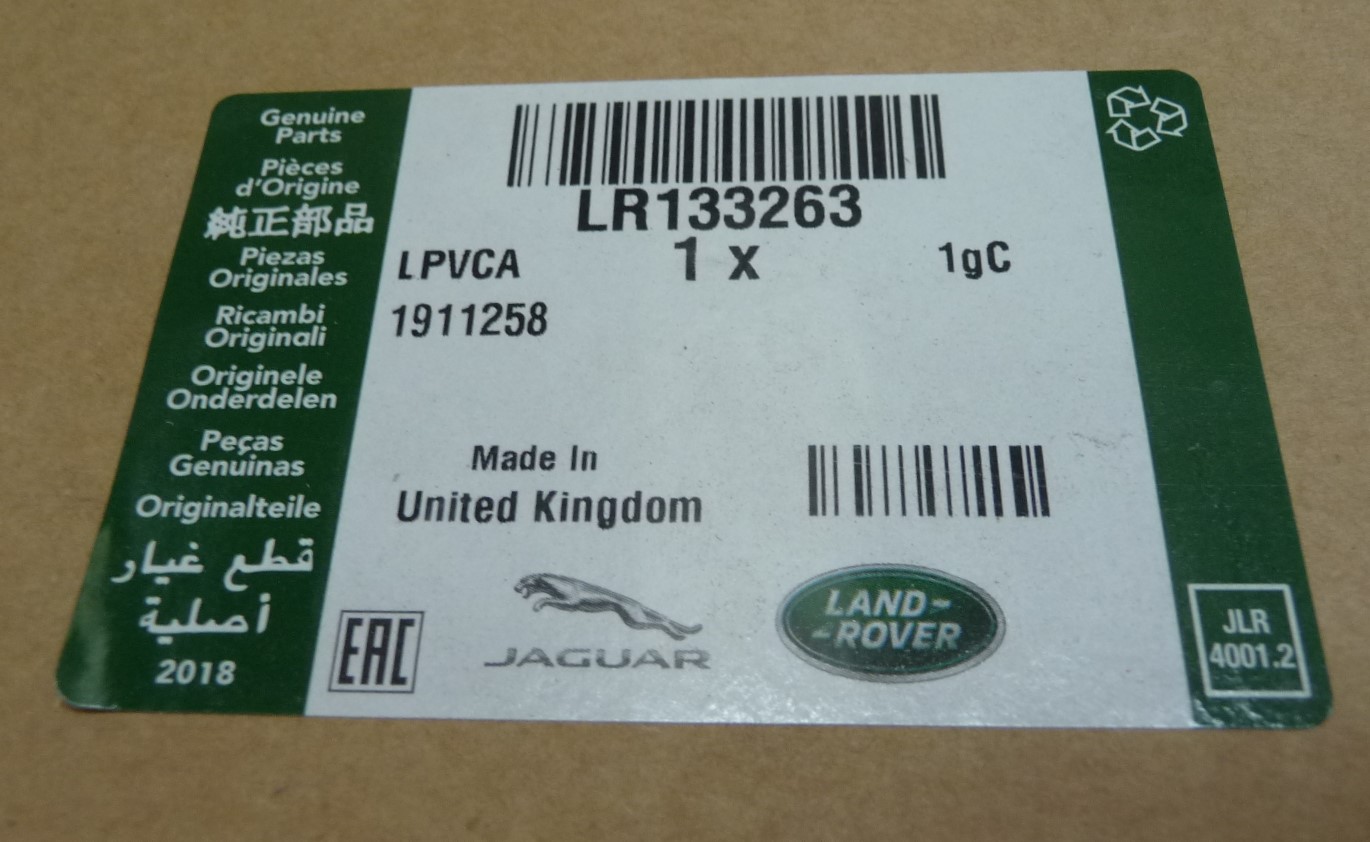 Genuine
Parts
Pièces
d'Origine
純正部品
Piezas
Originales
Ricambi
Originali
Originele
Onderdelen
Peças
Genuinas
Originalteile
قطع غيار
أصلية
2018
LR133263
LPVCA
1 x
1gC
1911258
Made In
United Kingdom
EAC
JAGUAR
LAND-
-ROVER
JLR
4001.2